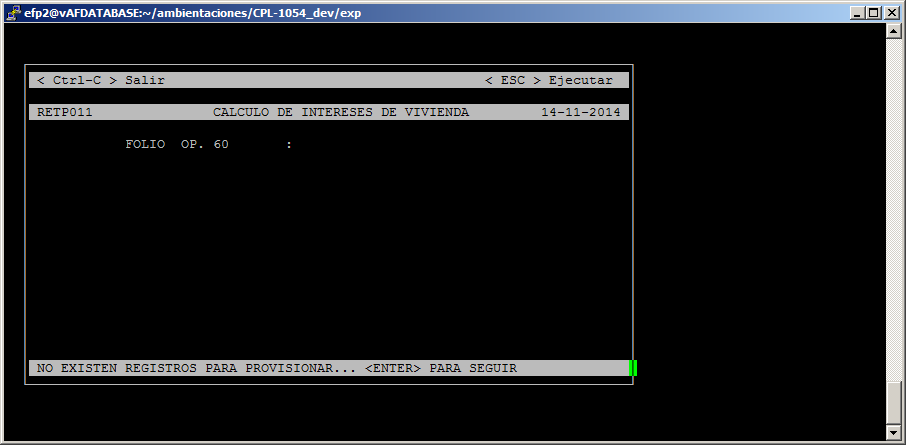 efp2@vAFDATABASE:~/ambientaciones/CPL-1054_dev/exp
< Ctrl-C > Salir < ESC > Ejecutar
RETP011 CALCULO DE INTERESES DE VIVIENDA 14-11-2014
FOLIO OP. 60 :
NO EXISTEN REGISTROS PARA PROVISIONAR... <ENTER> PARA SEGUIR